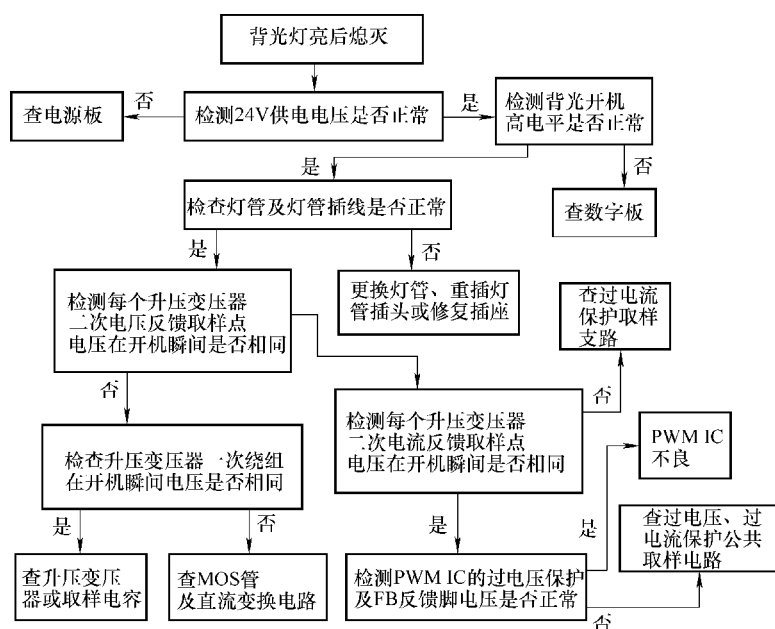 背光灯亮后熄灭
否
是
查电源板
检测24V供电电压是否正常
检测背光开机
高电平是否正常
是
否
检查灯管及灯管插线是否正常
查数字板
是
否
检测每个升压变压器
二次电压反馈取样点
电压在开机瞬间是否相同
更换灯管、重插灯
管插头或修复插座
查过电流
保护取样
支路
否
否
检测每个升压变压器
二次电流反馈取样点
电压在开机瞬间是否相同
PWM IC
不良
检查升压变压器一次绕组
在开机瞬间电压是否相同
是
否
是
是
查过电压、过
电流保护公共
取样电路
查升压变压
器或取样电容
查MOS管
及直流变换电路
检测PWM IC的过电压保护
及FB反馈脚电压是否正常
否